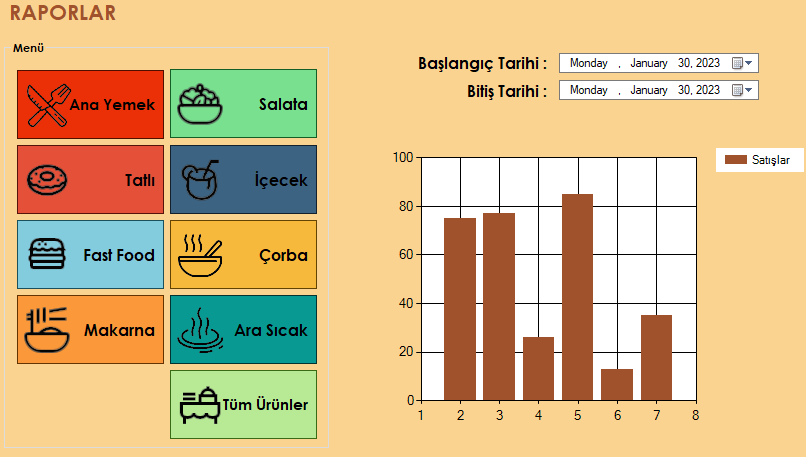 RAPORLAR
Menü
Ana Yemek
Salata
Tatlı
İçecek
Fast Food
Çorba
Makarna
Ara Sıcak
Tüm Ürünler
Başlangıç Tarihi : Monday , January 30, 2023
Bitiş Tarihi : Monday , January 30, 2023
Satışlar
100
80
60
40
20
0
1 2 3 4 5 6 7 8